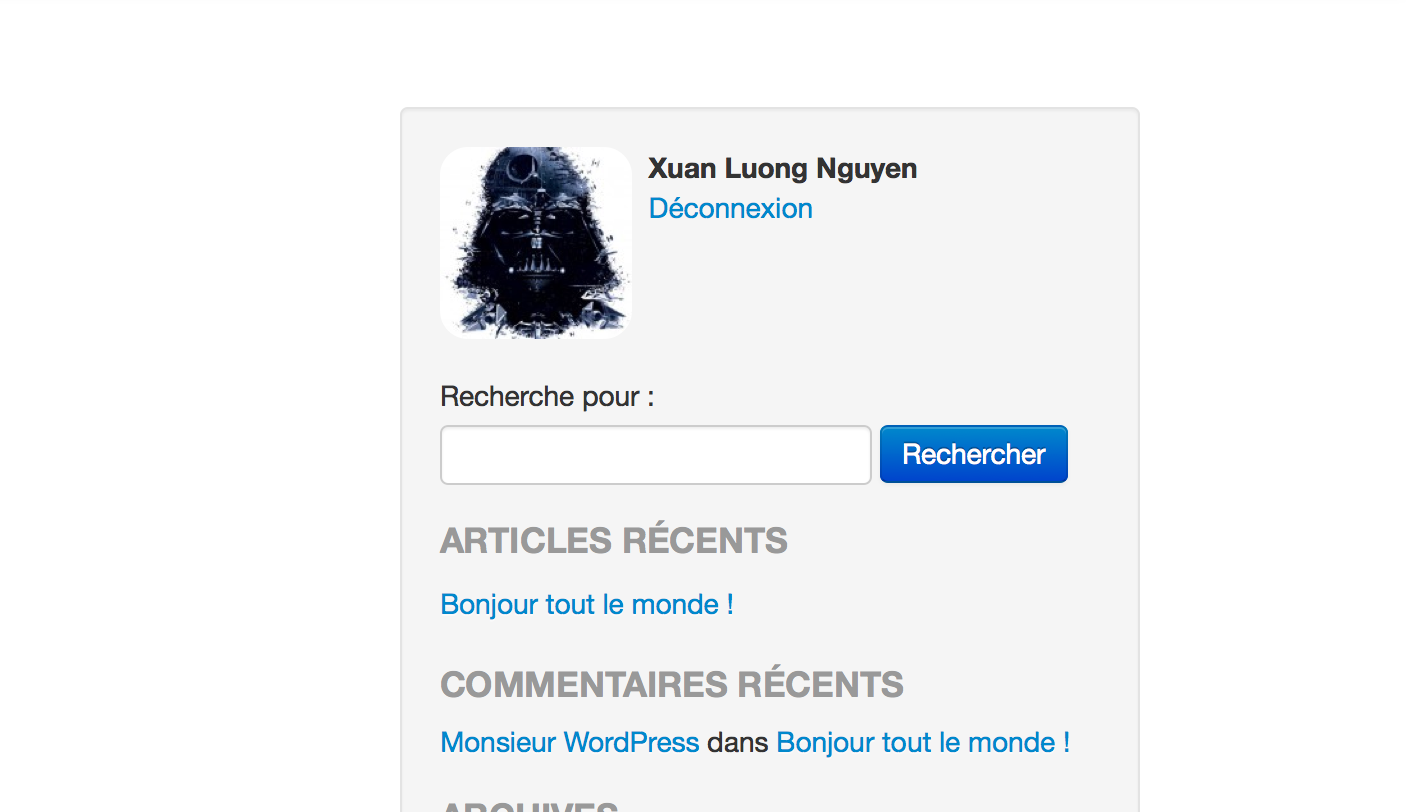 Xuan Luong Nguyen
Déconnexion
Recherche pour :
Rechercher
ARTICLES RÉCENTS
Bonjour tout le monde !
COMMENTAIRES RÉCENTS
Monsieur WordPress dans Bonjour tout le monde !
ARCHIVES